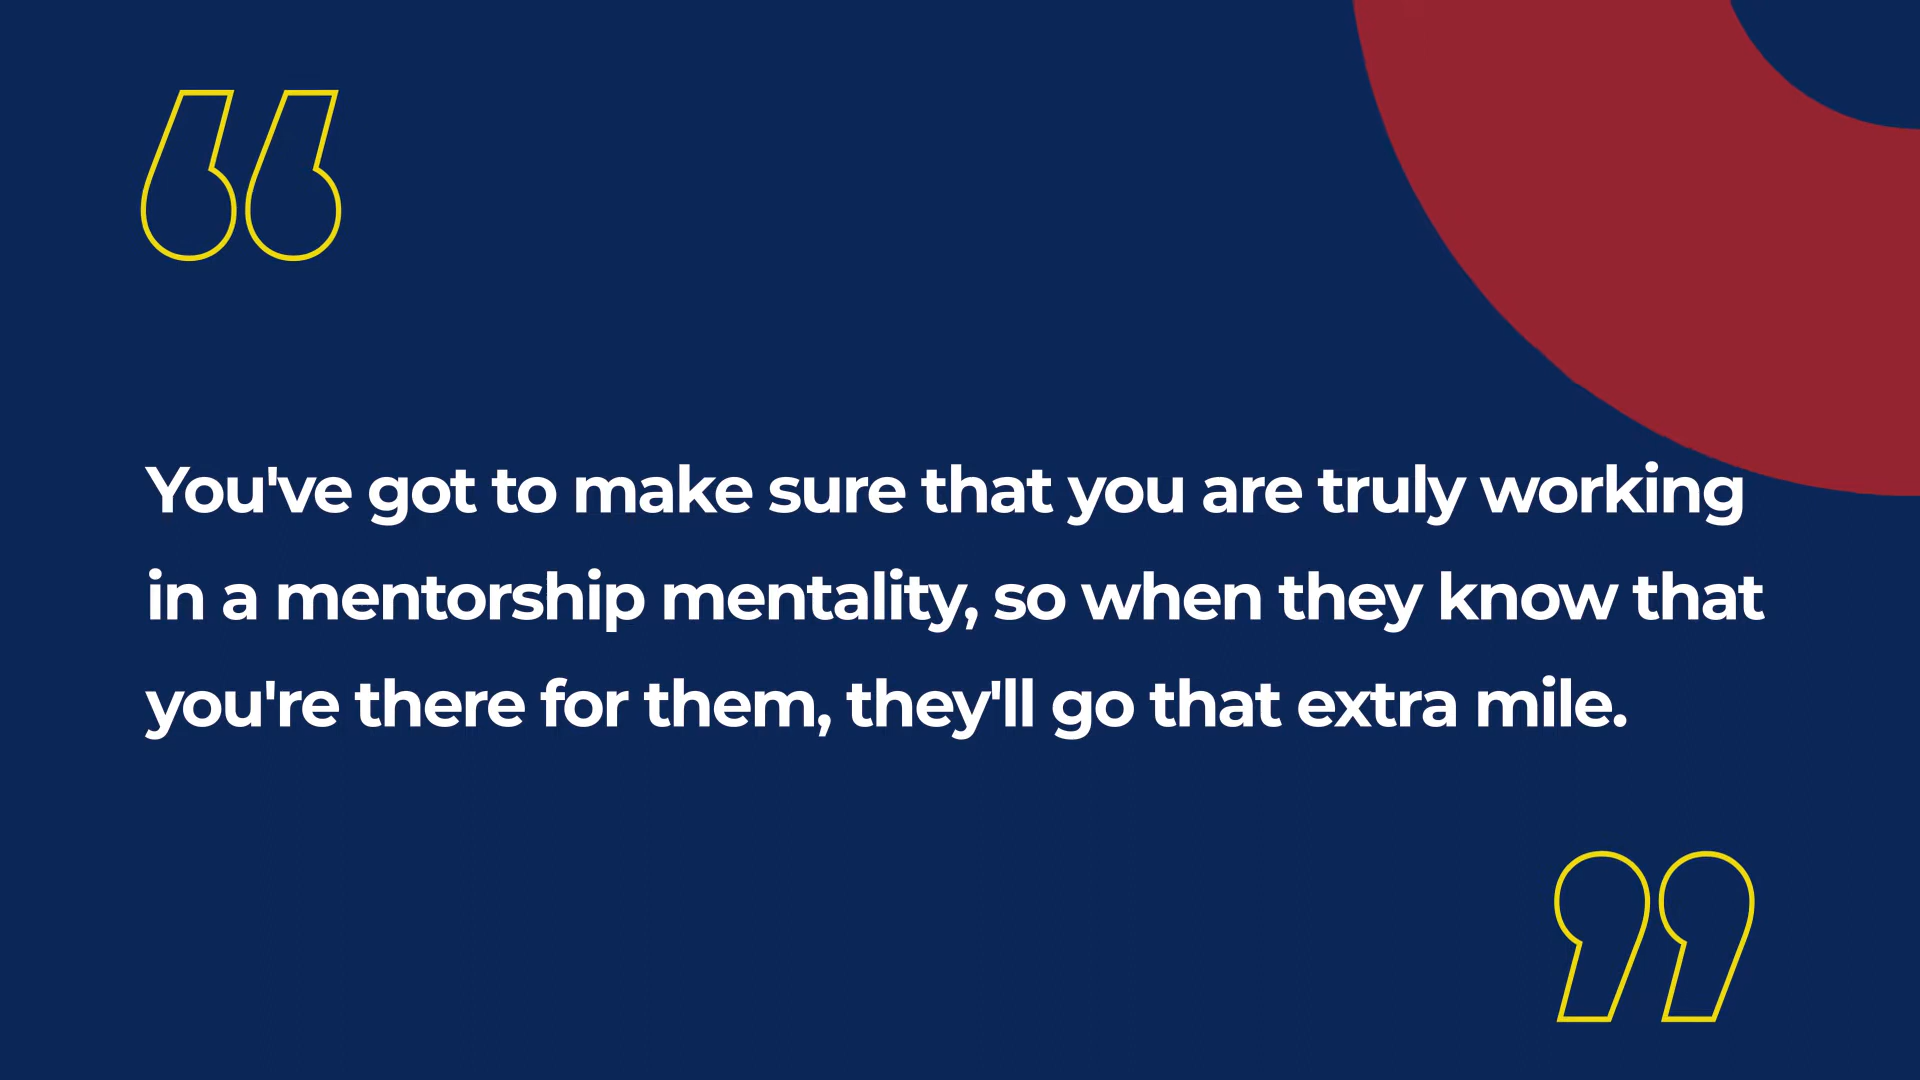 You've got to make sure that you are truly working
in a mentorship mentality, so when they know that
you're there for them, they'll go that extra mile.